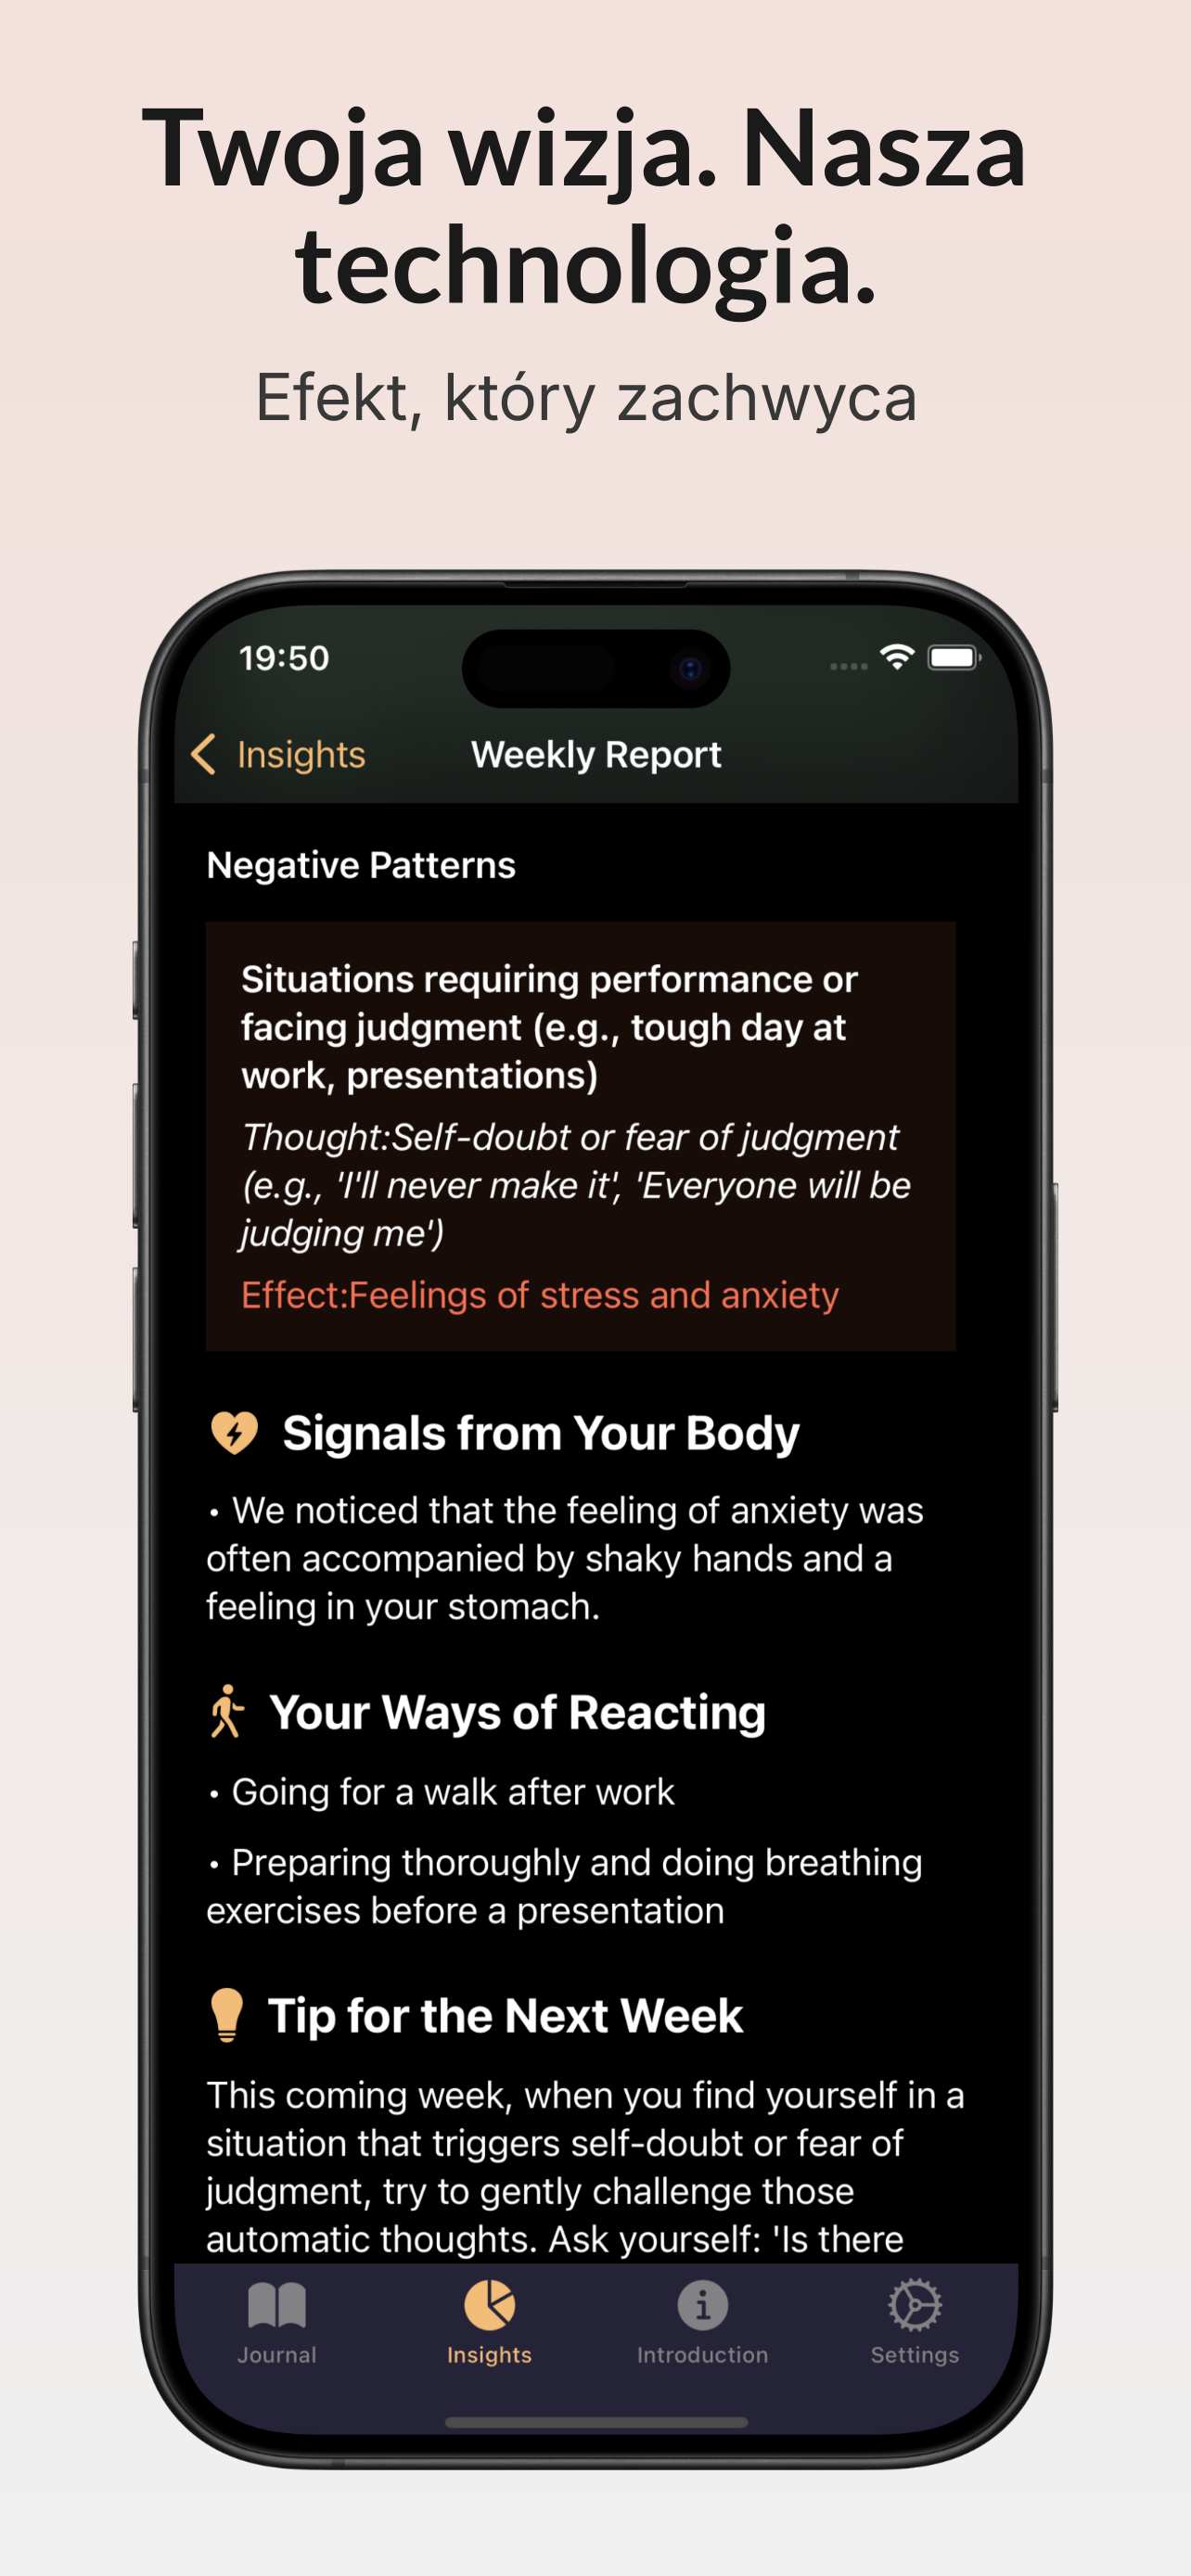 Twoja wizja. Nasza
technologia.
Efekt, który zachwyca
19:50
Insights
Weekly Report
Negative Patterns
Situations requiring performance or
facing judgment (e.g., tough day at
work, presentations)
Thought:Self-doubt or fear of judgment
(e.g., 'I'll never make it', 'Everyone will be
judging me')
Effect:Feelings of stress and anxiety
Signals from Your Body
• We noticed that the feeling of anxiety was
often accompanied by shaky hands and a
feeling in your stomach.
Your Ways of Reacting
• Going for a walk after work
• Preparing thoroughly and doing breathing
exercises before a presentation
Tip for the Next Week
This coming week, when you find yourself in a
situation that triggers self-doubt or fear of
judgment, try to gently challenge those
automatic thoughts. Ask yourself: 'Is there
Journal
Insights
Introduction
Settings